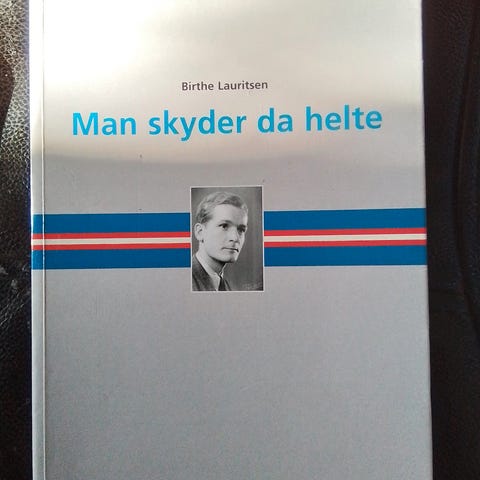 Birthe Lauritsen
Man skyder da helte